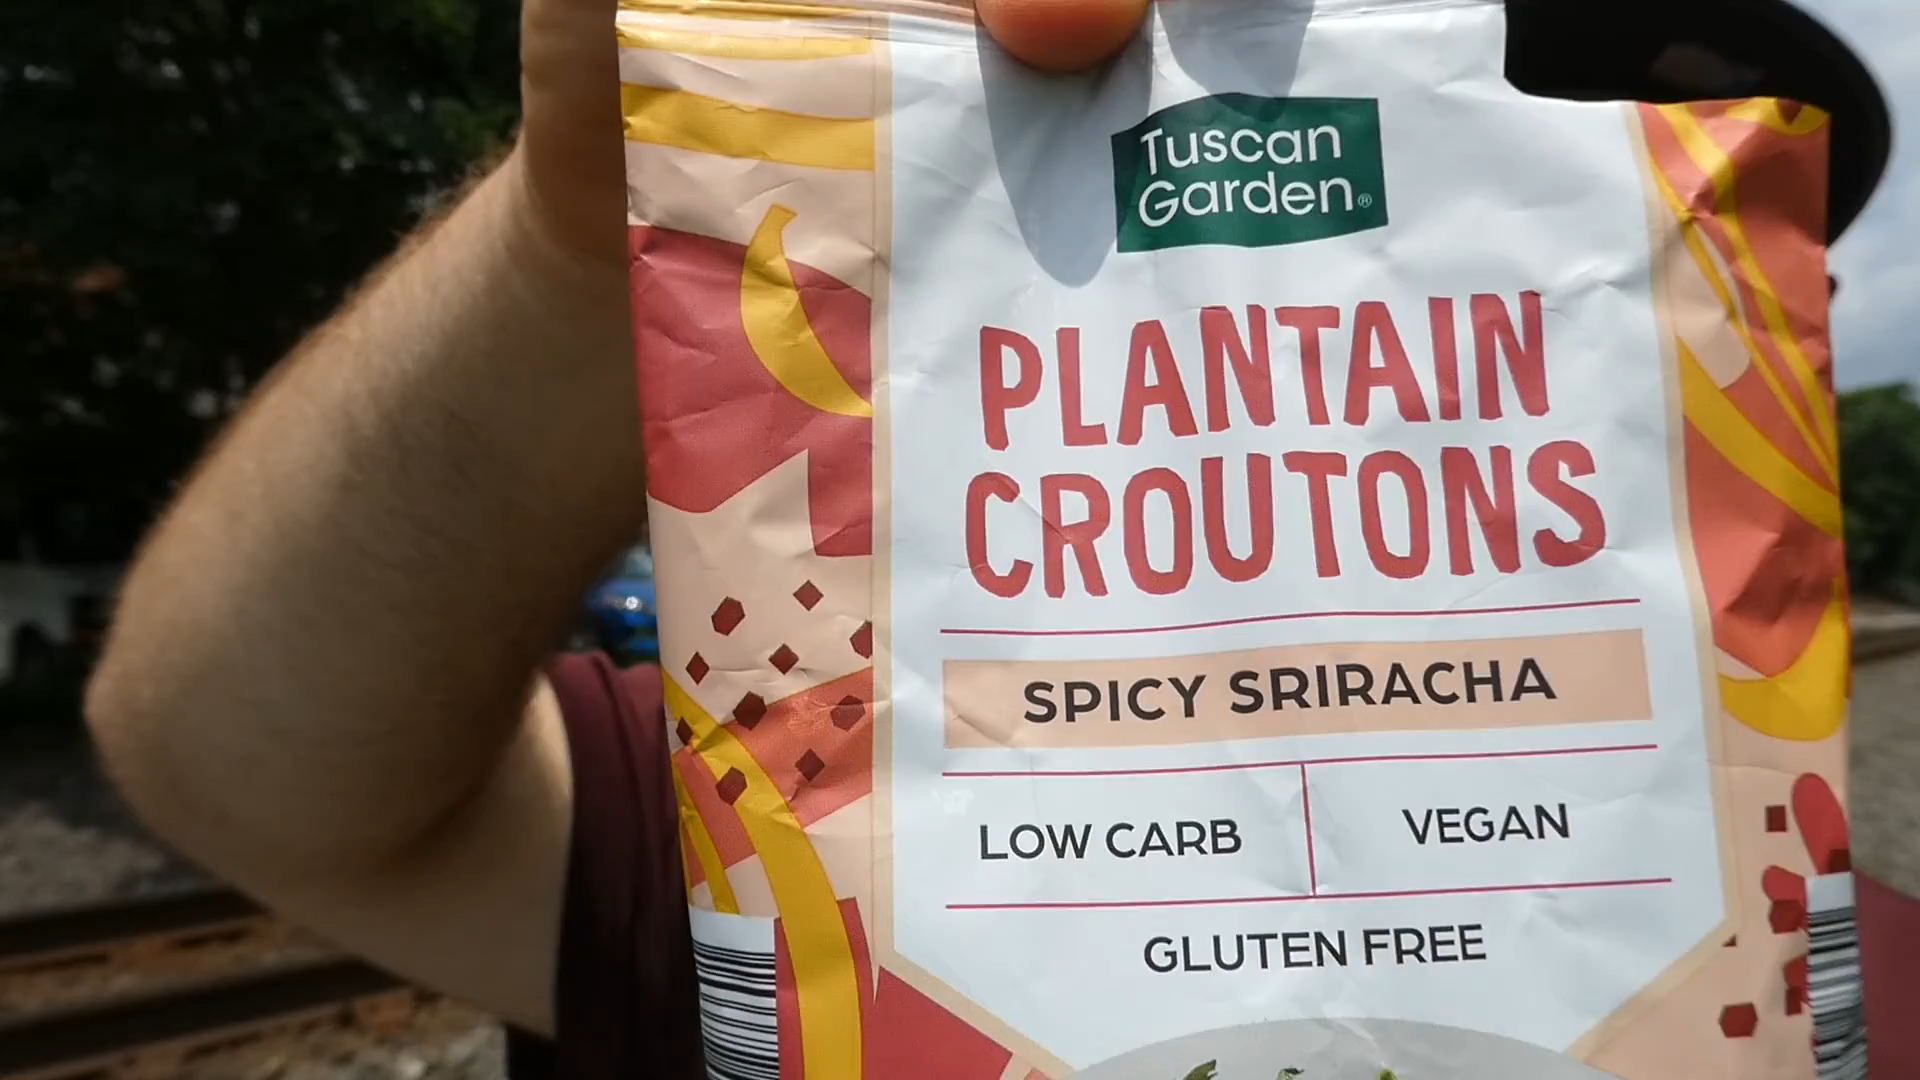 Tuscan
Garden®
PLANTAIN
CROUTONS
SPICY SRIRACHA
LOW CARB
VEGAN
GLUTEN FREE